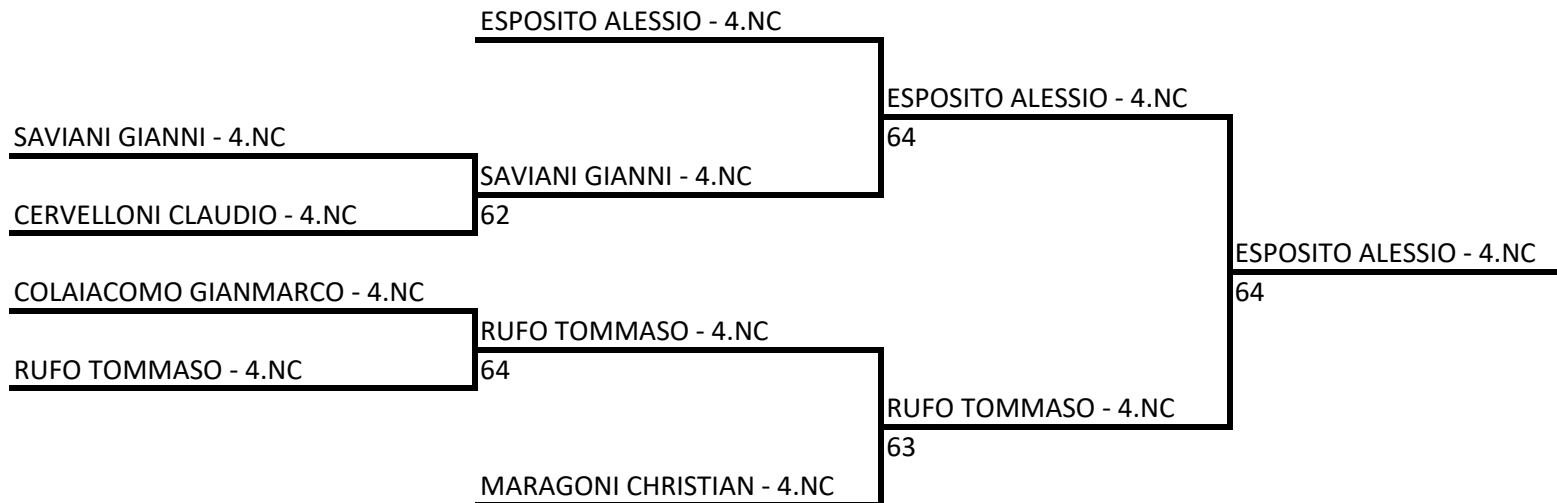 ESPOSITO ALESSIO - 4.NC
ESPOSITO ALESSIO - 4.NC
SAVIANI GIANNI - 4.NC
64
SAVIANI GIANNI - 4.NC
CERVELLONI CLAUDIO - 4.NC
62
ESPOSITO ALESSIO - 4.NC
COLAIACOMO GIANMARCO - 4.NC
64
RUFO TOMMASO - 4.NC
RUFO TOMMASO - 4.NC
64
RUFO TOMMASO - 4.NC
63
MARAGONI CHRISTIAN - 4.NC